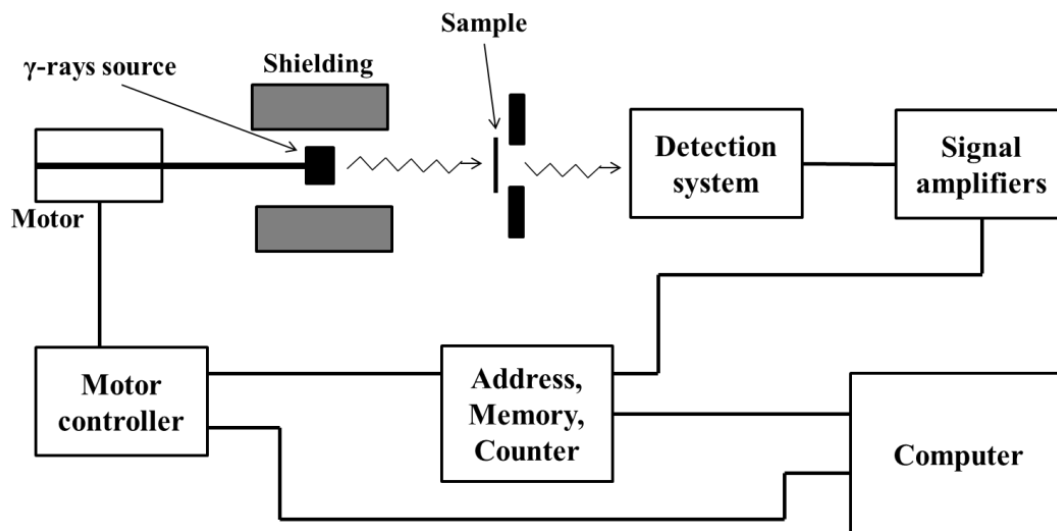 Sample
γ-rays source
Shielding
Detection
system
Signal
amplifiers
Motor
Motor
controller
Address,
Memory,
Counter
Computer